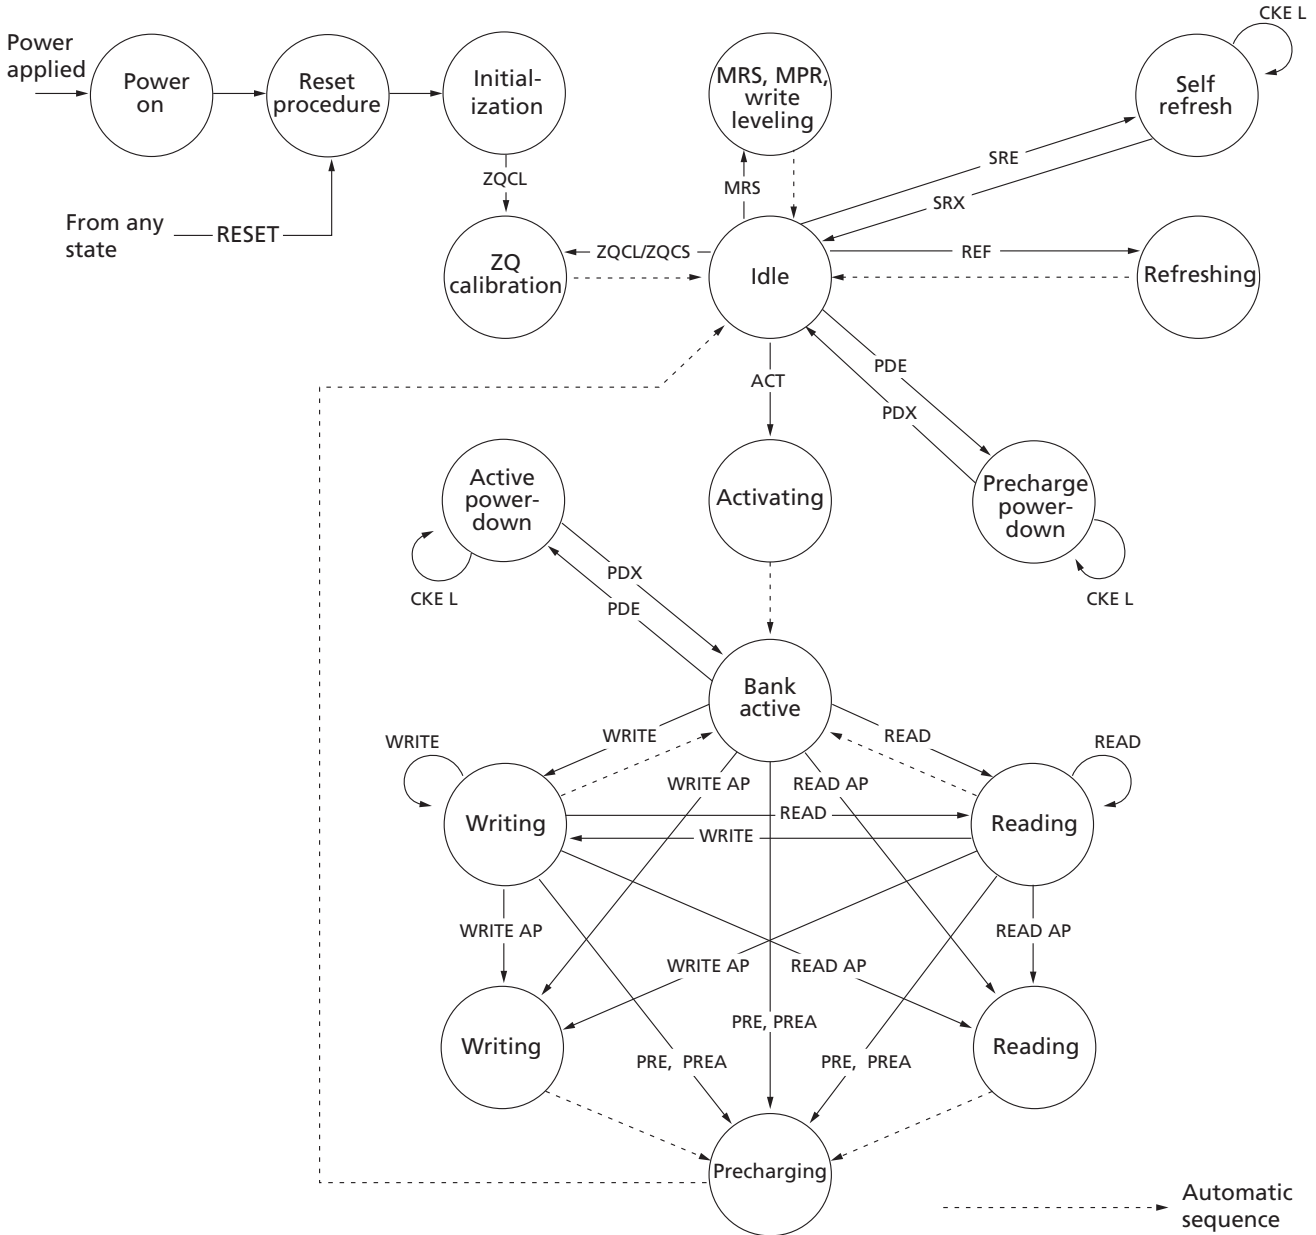 CKE L
Power
applied
Power
on
Reset
procedure
Initial-
ization
MRS, MPR,
write
leveling
Self
refresh
SRE
ZQCL
MRS
SRX
From any
state
RESET
ZQ
calibration
ZQCL/ZQCS
Idle
REF
Refreshing
ACT
PDE
PDX
Active
power-
down
Activating
Precharge
power-
down
PDX
CKE L
PDE
CKE L
Bank
active
WRITE
WRITE
READ
READ
WRITE AP
READ AP
Writing
READ
WRITE
Reading
WRITE AP
READ AP
WRITE AP
READ AP
PRE, PREA
Writing
Reading
PRE, PREA
PRE, PREA
Precharging
Automatic
sequence